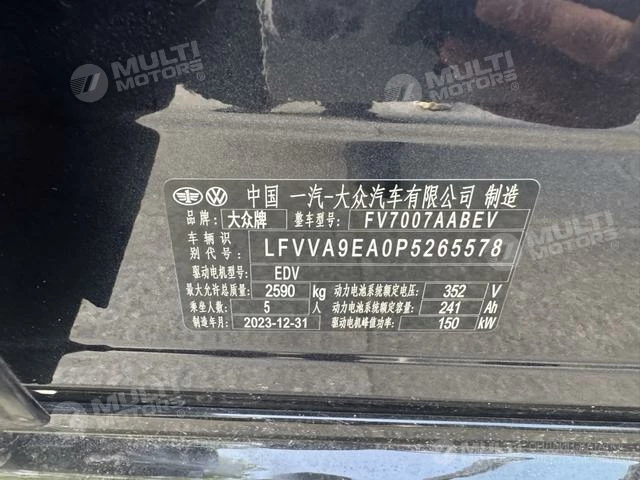 MULTI MOTORS®
MULTI MOTORS
中国 一汽-大众汽车有限公司 制造
品牌: 大众牌 整车型号: FV7007AABEV
车辆识别代号: LFVVA9EA0P5265578
驱动电机型号: EDV
最大允许总质量: 2590 kg 动力电池系统额定电压: 352 V
乘坐人数: 5 人 动力电池系统额定容量: 241 Ah
制造年月: 2023-12-31 驱动电机峰值功率: 150 kW
MULTI MOTORS®
MULTI MOTORS